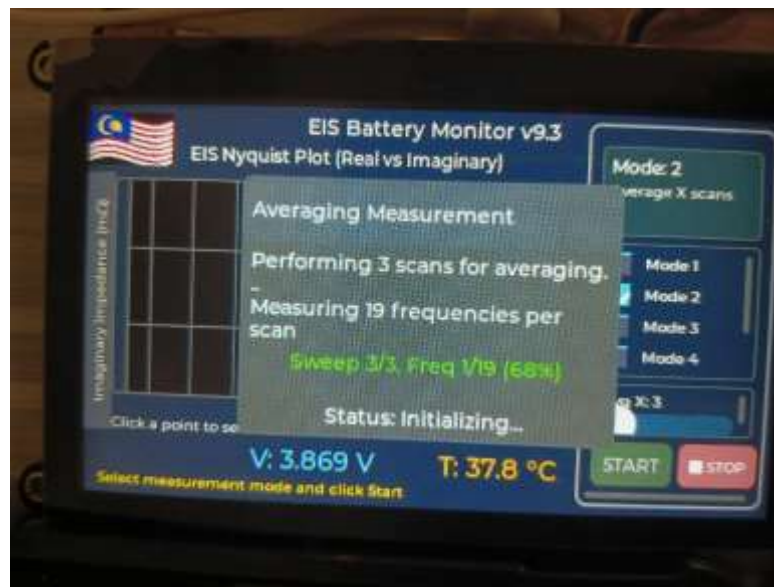 EIS Battery Monitor v9.3
EIS Nyquist Plot (Real vs Imaginary)
Imaginary Impedance (mΩ)
Averaging Measurement
Performing 3 scans for averaging.
Measuring 19 frequencies per
scan
Sweep 3/3, Freq 1/19 (68%)
Status: Initializing...
Click a point to se
V: 3.869 V
T: 37.8 °C
Select measurement mode and click Start
Mode: 2
verage X scans
Mode 1
Mode 2
Mode 3
Mode 4
X: 3
START
STOP